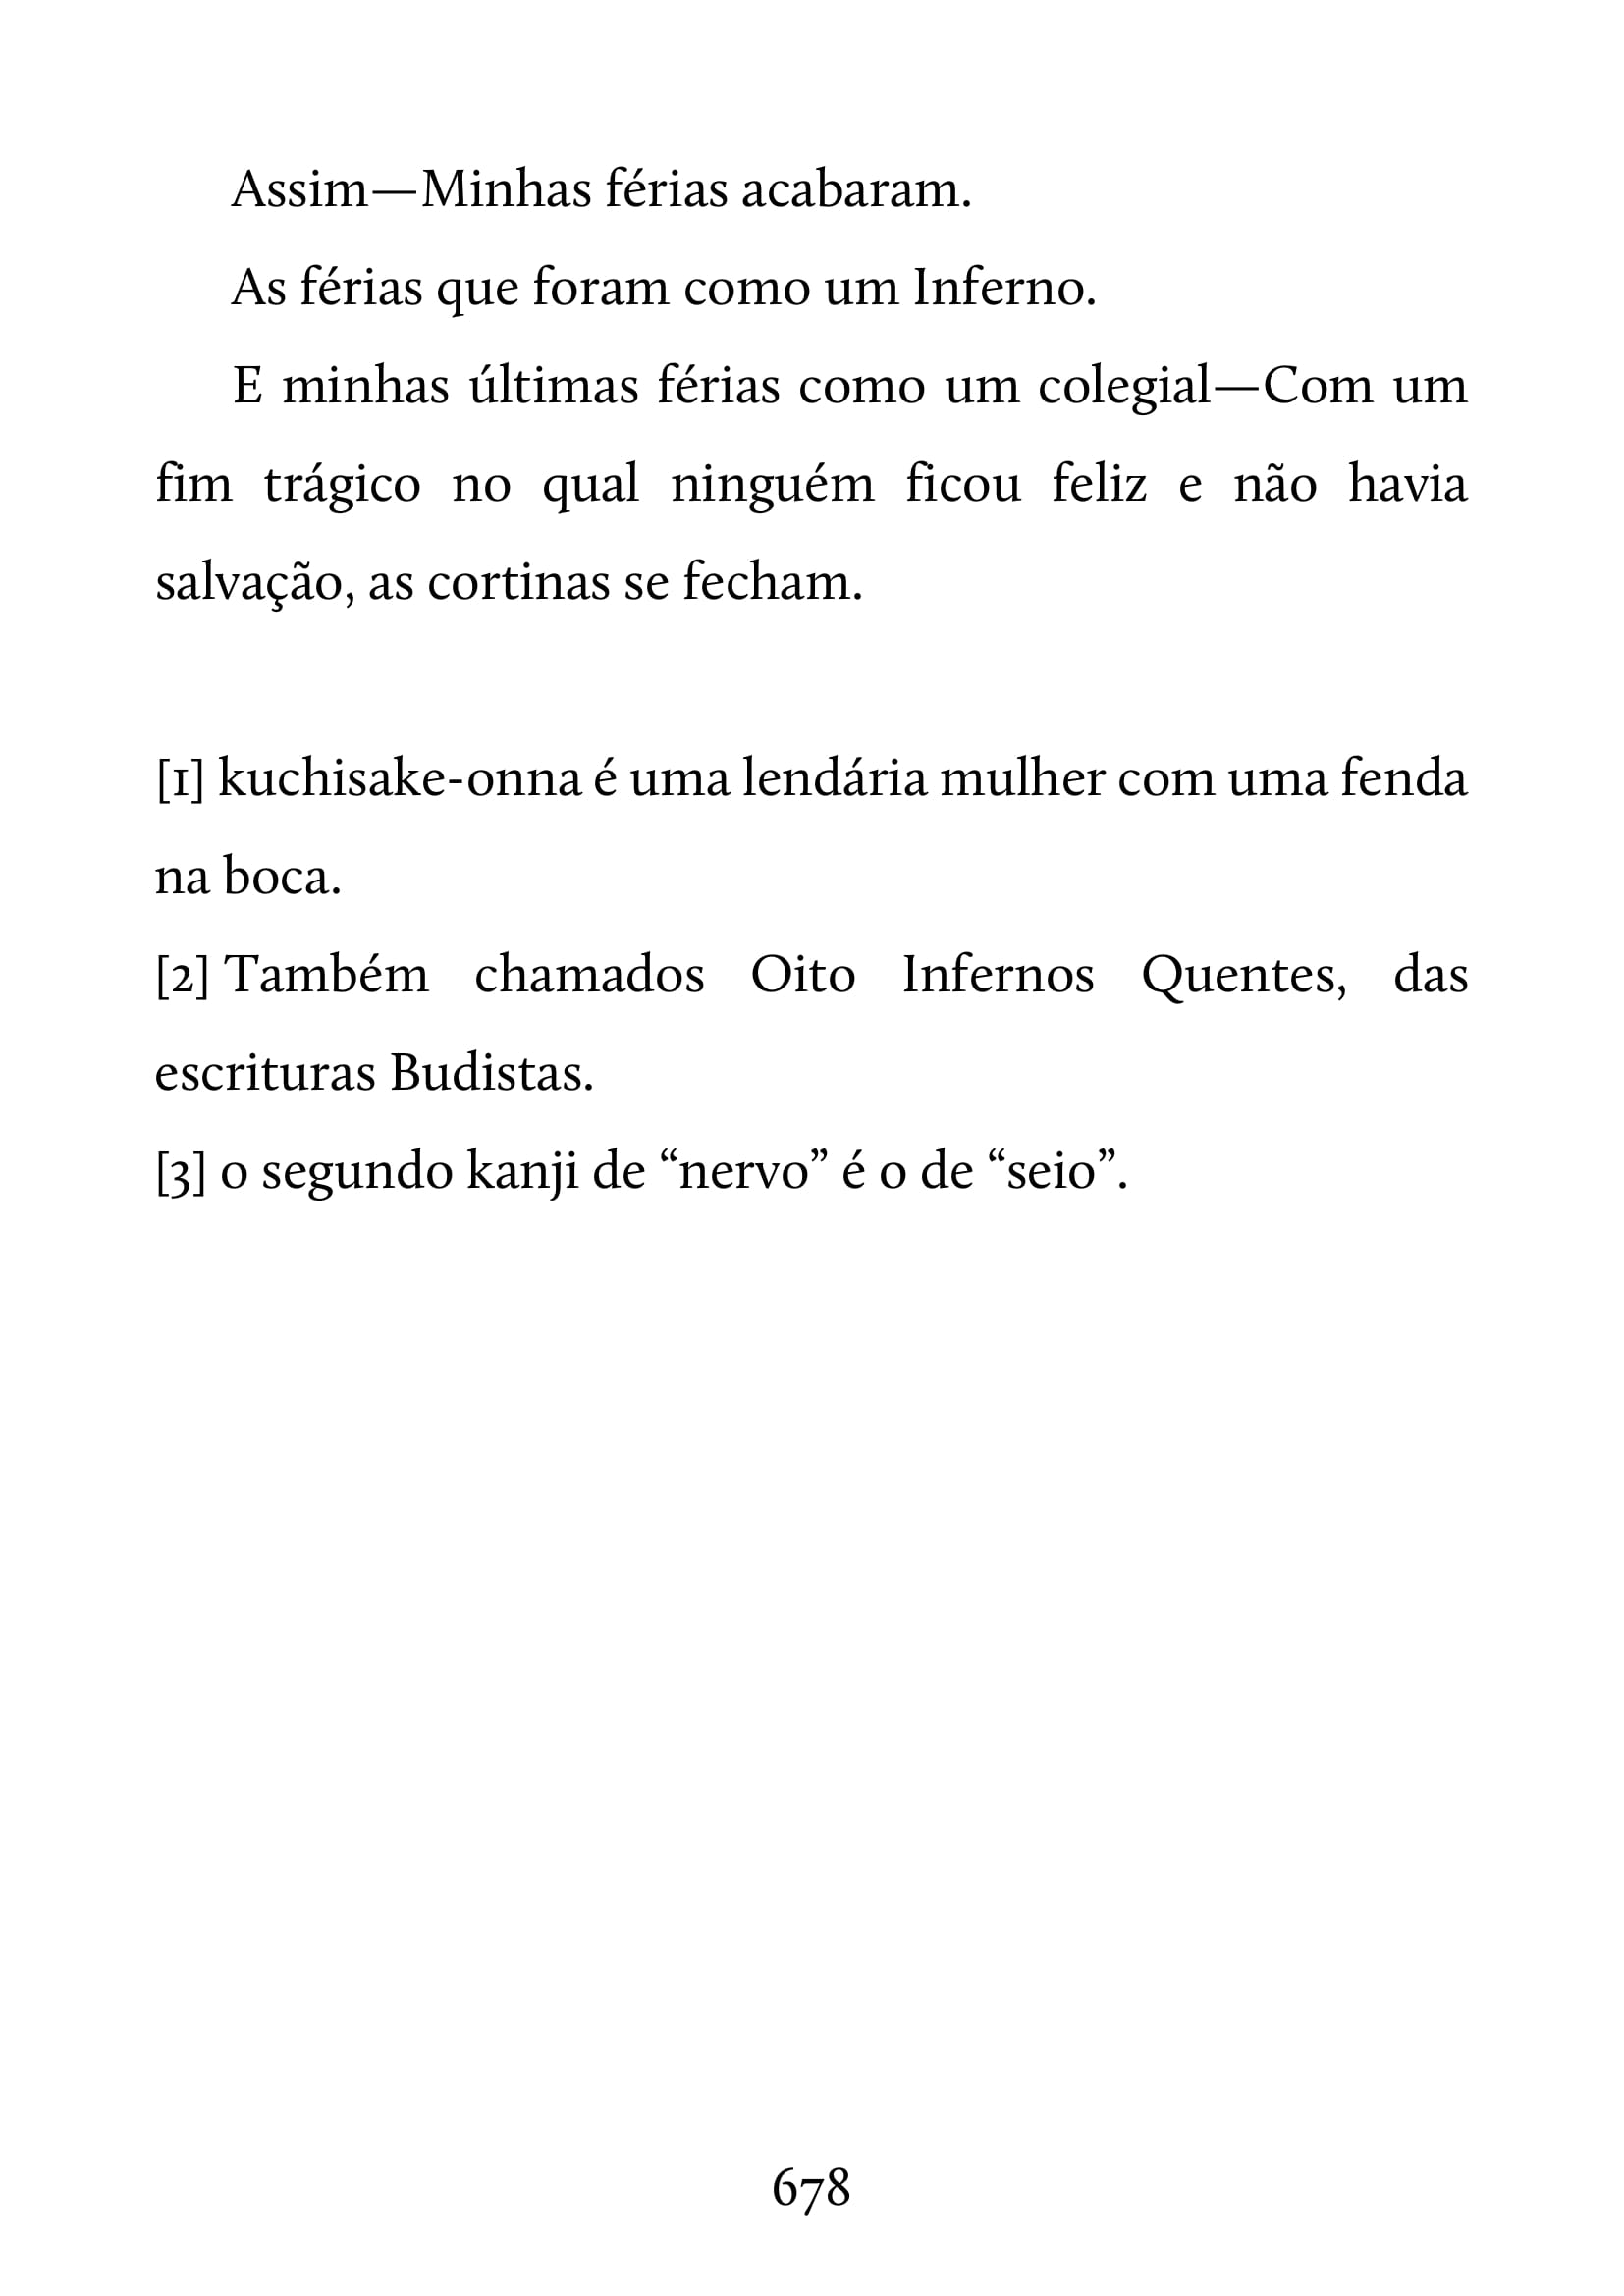 Assim—Minhas férias acabaram.
As férias que foram como um Inferno.
E minhas últimas férias como um colegial—Com um
fim trágico no qual ninguém ficou feliz e não havia
salvação, as cortinas se fecham.
[1] kuchisake-onna é uma lendária mulher com uma fenda
na boca.
[2] Também chamados Oito Infernos Quentes, das
escrituras Budistas.
[3] o segundo kanji de “nervo” é o de “seio”.
678